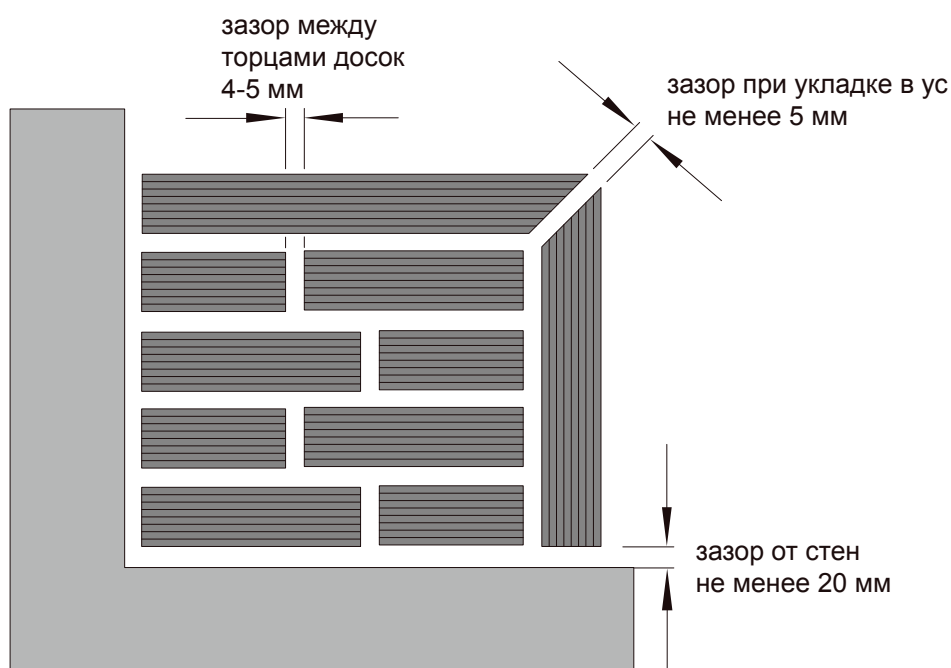 зазор между
торцами досок
4-5 мм
зазор при укладке в ус
не менее 5 мм
зазор от стен
не менее 20 мм